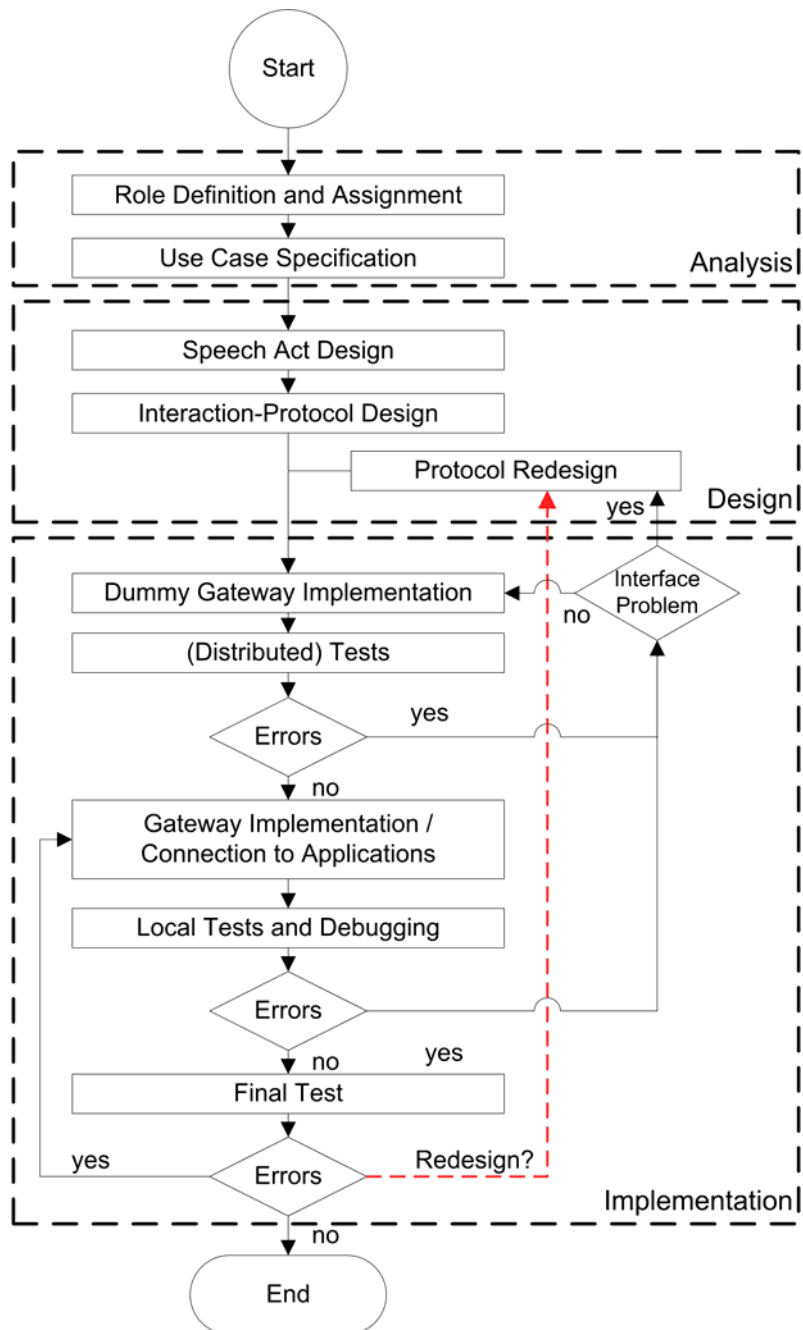 Start
Role Definition and Assignment
Use Case Specification
Analysis
Speech Act Design
Interaction-Protocol Design
Protocol Redesign
Design
yes
Interface
Problem
Dummy Gateway Implementation
no
(Distributed) Tests
yes
Errors
no
Gateway Implementation /
Connection to Applications
Local Tests and Debugging
Errors
no
yes
Final Test
yes
Errors
Redesign?
Implementation
no
End